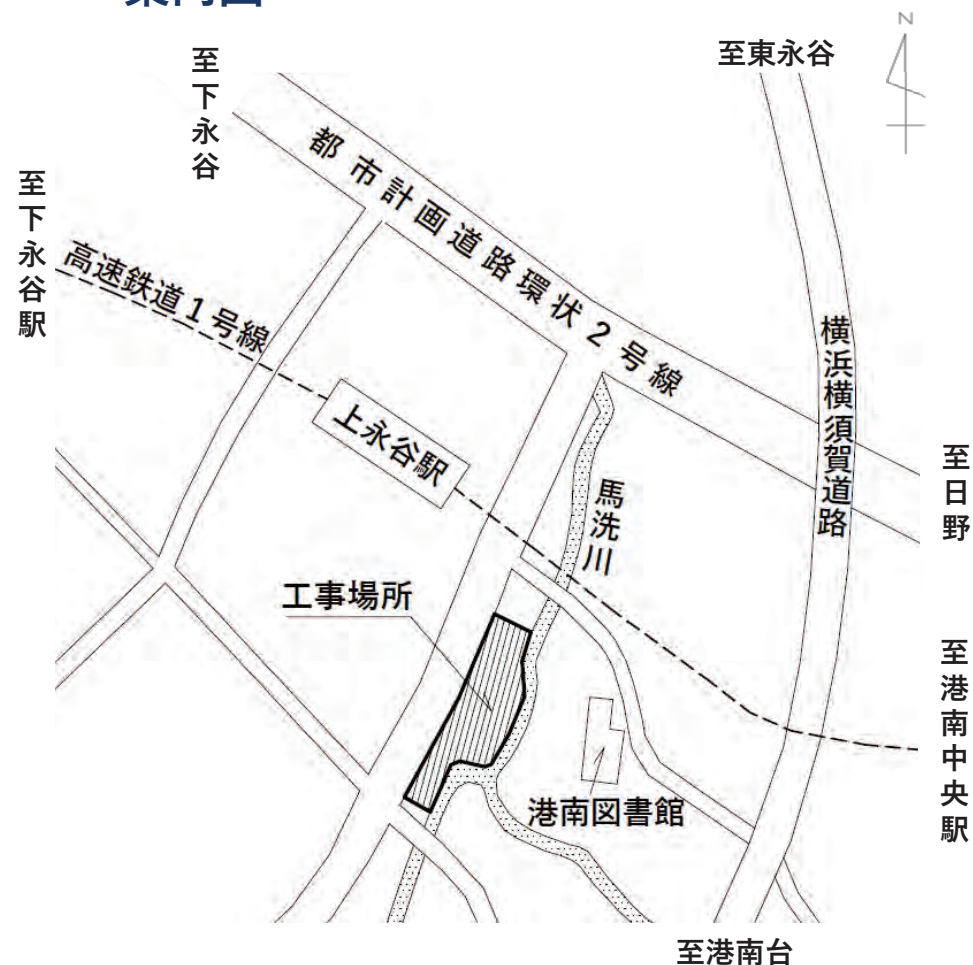 案内図
N
至東永谷
至下永谷
都市計画道路環状2号線
至下永谷駅
高速鉄道1号線
横浜横須賀道路
上永谷駅
至日野
馬洗川
工事場所
至港南中央駅
港南図書館
至港南台